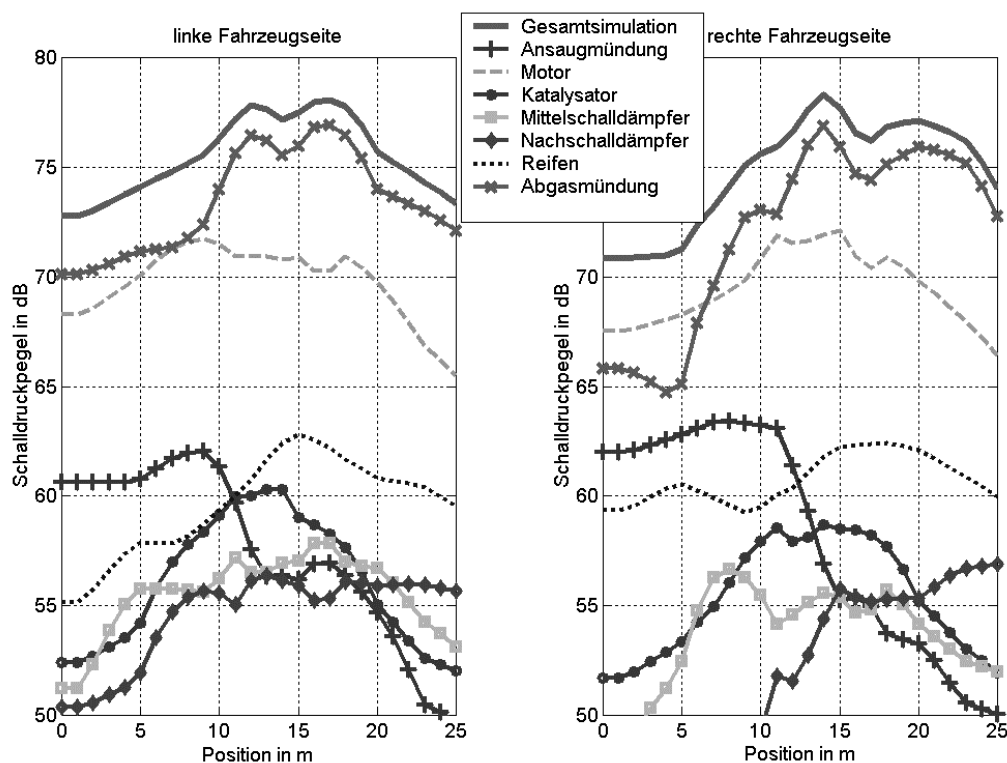 linke Fahrzeugseite
Gesamtsimulation
Ansaugmündung
Motor
Katalysator
Mittelschalldämpfer
Nachschalldämpfer
Reifen
Abgasmündung
rechte Fahrzeugseite
Schalldruckpegel in dB
80
75
70
65
60
55
50
0 5 10 15 20 25
Position in m
Schalldruckpegel in dB
70
65
60
55
50
0 5 10 15 20 25
Position in m